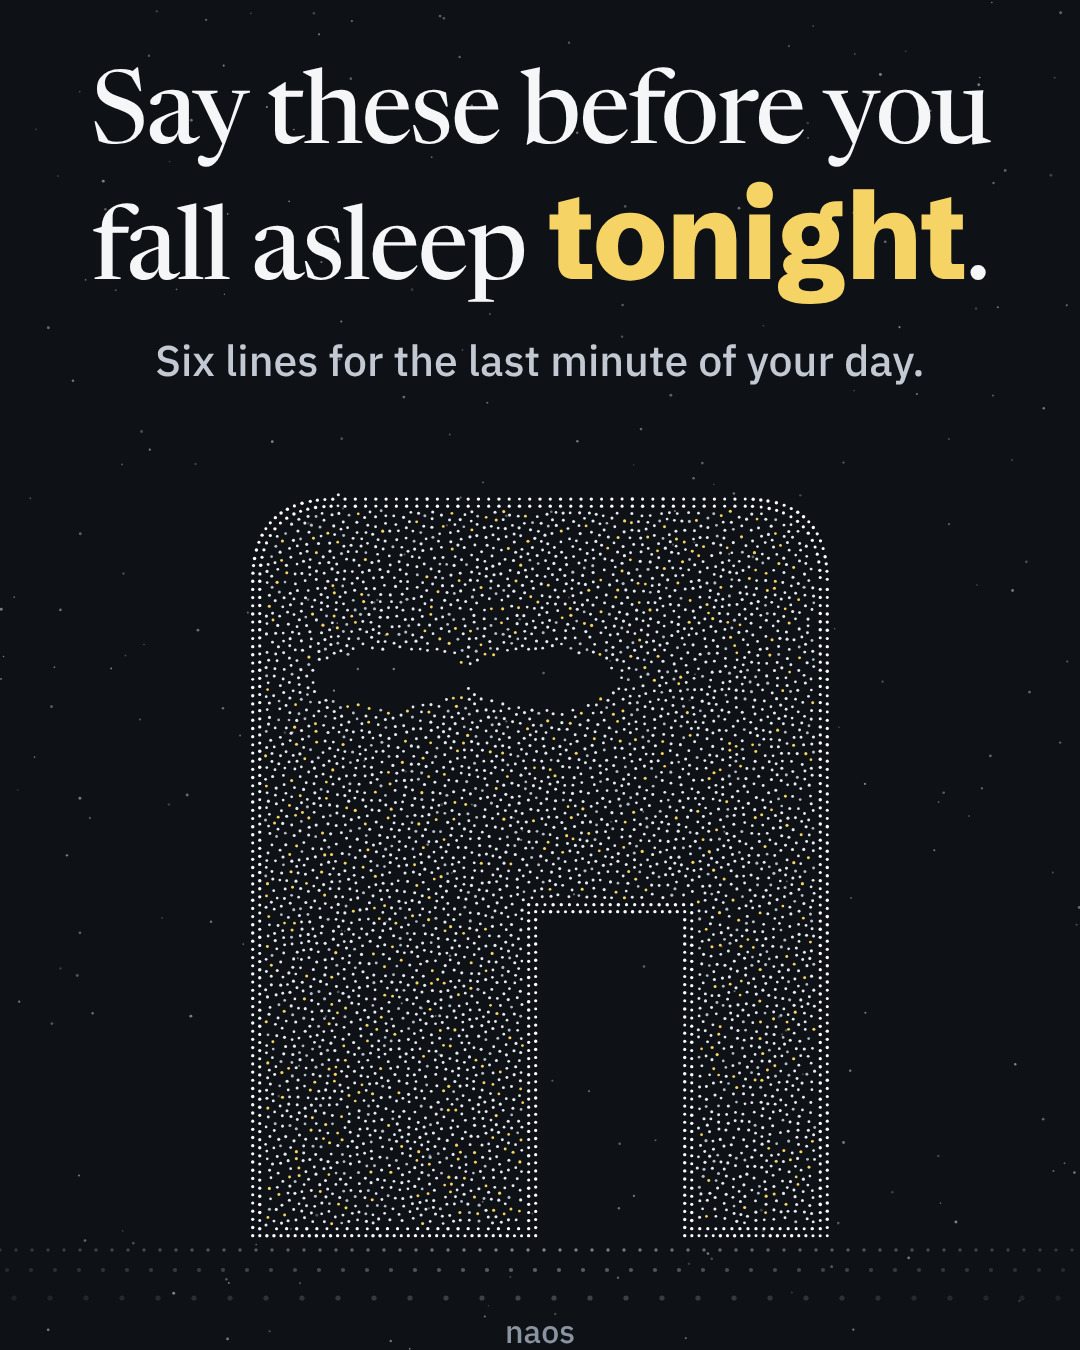 Say these before you
fall asleep tonight.
Six lines for the last minute of your day.
naos